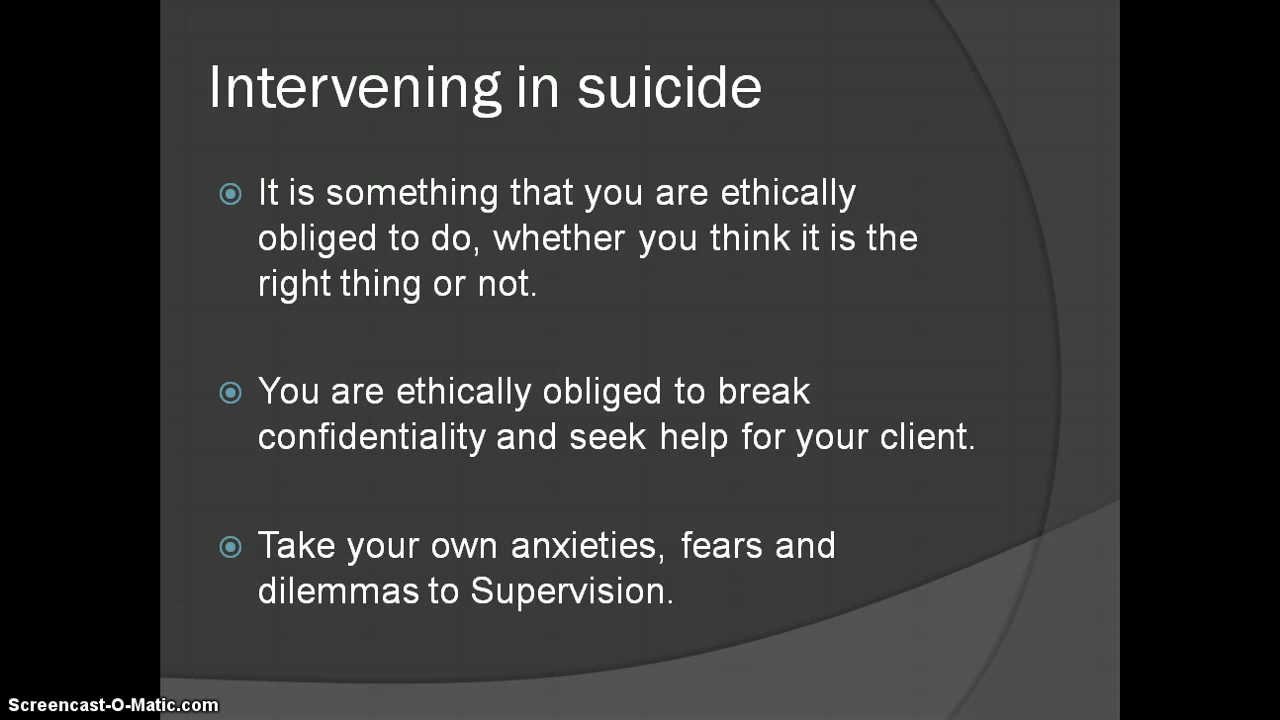 Intervening in suicide
It is something that you are ethically
obliged to do, whether you think it is the
right thing or not.
You are ethically obliged to break
confidentiality and seek help for your client.
Take your own anxieties, fears and
dilemmas to Supervision.
Screencast-O-Matic.com